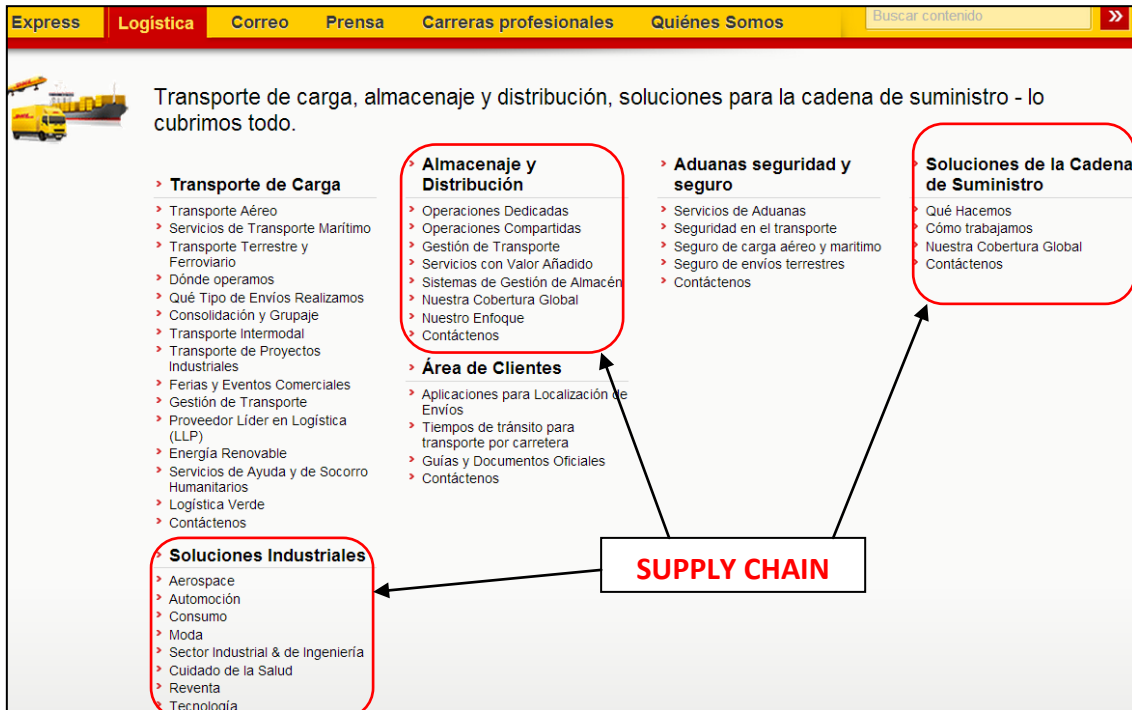 Express Logística Correo Prensa Carreras profesionales Quiénes Somos Buscar contenido
Transporte de carga, almacenaje y distribución, soluciones para la cadena de suministro - lo
cubrimos todo.
Transporte de Carga
Transporte Aéreo
Servicios de Transporte Marítimo
Transporte Terrestre y
Ferroviario
Dónde operamos
Qué Tipo de Envíos Realizamos
Consolidación y Grupaje
Transporte Intermodal
Transporte de Proyectos
Industriales
Ferias y Eventos Comerciales
Gestión de Transporte
Proveedor Líder en Logística
(LLP)
Energía Renovable
Servicios de Ayuda y de Socorro
Humanitarios
Logística Verde
Contáctenos
Soluciones Industriales
Aerospace
Automoción
Consumo
Moda
Sector Industrial & de Ingeniería
Cuidado de la Salud
Reventa
Tecnología
Almacenaje y
Distribución
Operaciones Dedicadas
Operaciones Compartidas
Gestión de Transporte
Servicios con Valor Añadido
Sistemas de Gestión de Almacén
Nuestra Cobertura Global
Nuestro Enfoque
Contáctenos
Área de Clientes
Aplicaciones para Localización de
Envíos
Tiempos de tránsito para
transporte por carretera
Guías y Documentos Oficiales
Contáctenos
Aduanas seguridad y
seguro
Servicios de Aduanas
Seguridad en el transporte
Seguro de carga aéreo y maritimo
Seguro de envíos terrestres
Contáctenos
Soluciones de la Cadena
de Suministro
Qué Hacemos
Cómo trabajamos
Nuestra Cobertura Global
Contáctenos
SUPPLY CHAIN